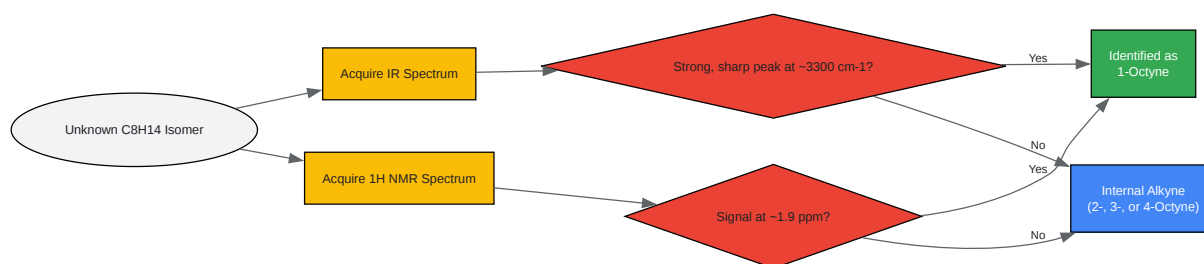 Unknown C8H14 Isomer
Acquire IR Spectrum
Strong, sharp peak at ~3300 cm-1?
Yes
Identified as
1-Octyne
No
Acquire 1H NMR Spectrum
Signal at ~1.9 ppm?
Yes
No
Internal Alkyne
(2-, 3-, or 4-Octyne)